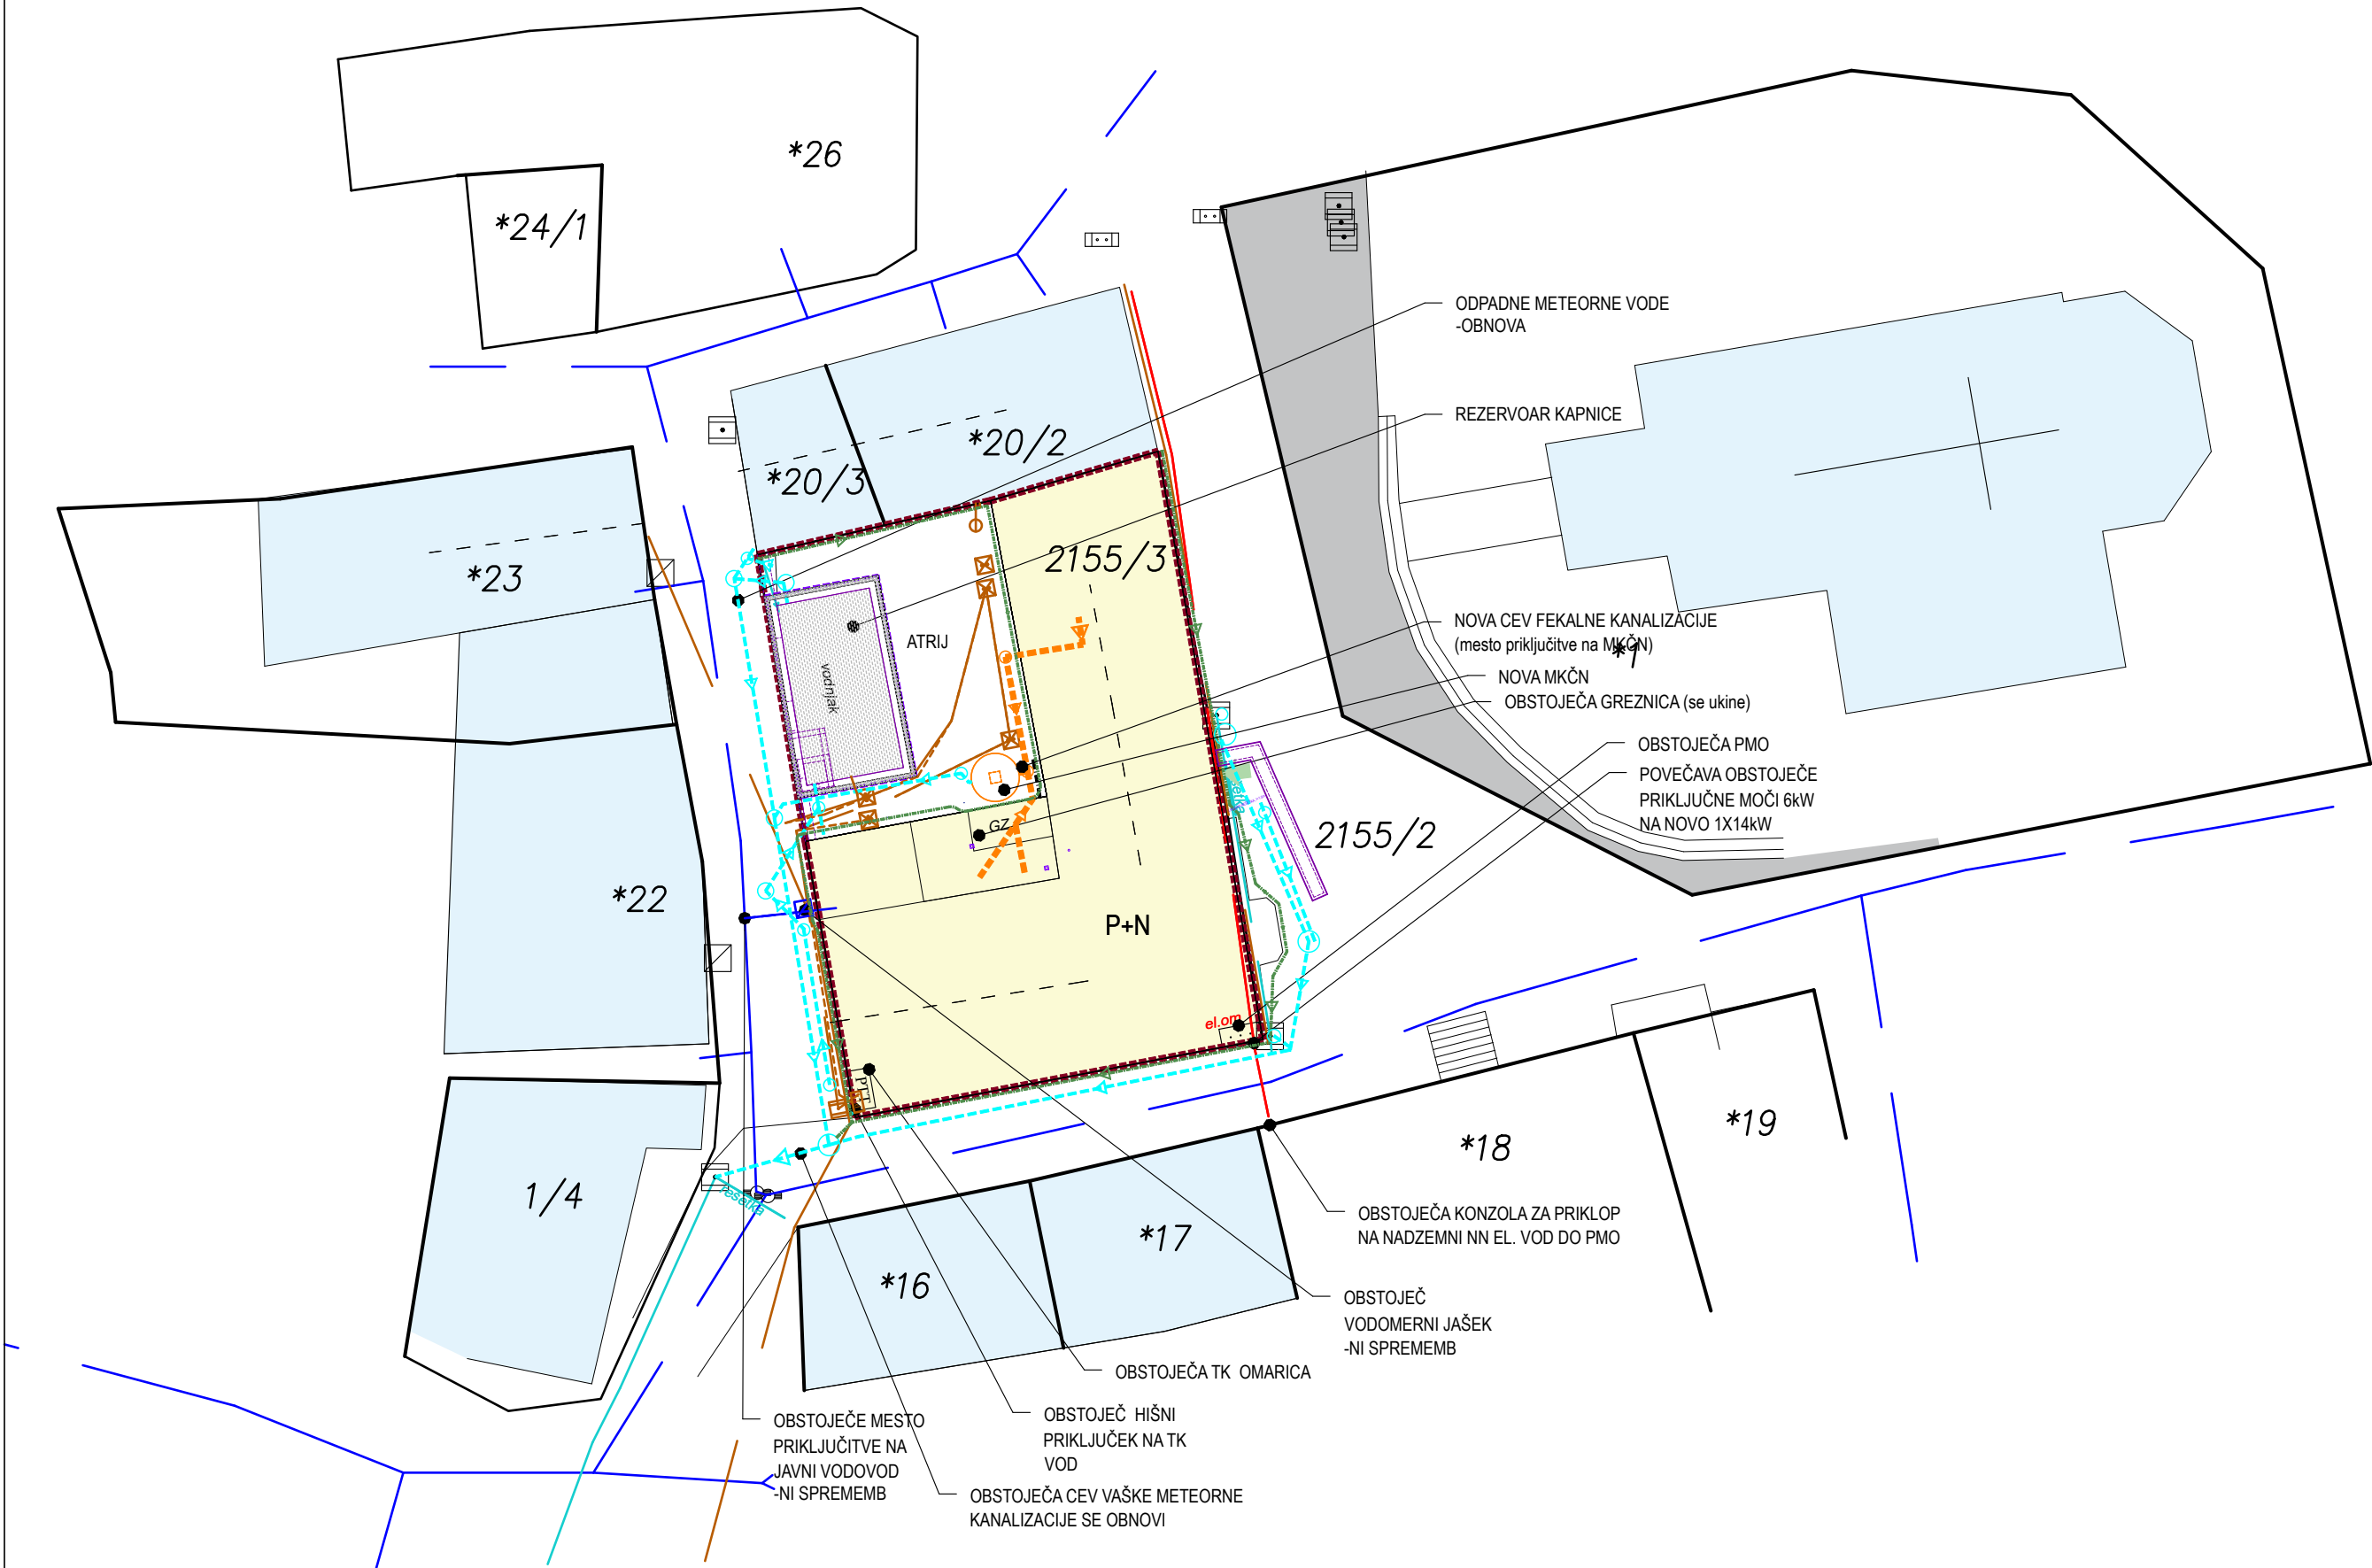 *26
*24/1
ODPADNE METEORNE VODE
-OBNOVA
REZERVOAR KAPNICE
*20/2
*20/3
2155/3
*23
ATRIJ
vodnjak
NOVA CEV FEKALNE KANALIZACIJE
(mesto priključitve na MKČN)
*1
NOVA MKČN
OBSTOJEČA GREZNICA (se ukine)
OBSTOJEČA PMO
POVEČAVA OBSTOJEČE
PRIKLJUČNE MOČI 6kW
NA NOVO 1X14kW
GZ
2155/2
*22
P+N
el.om
PTT
*19
*18
1/4
rešetka
*17
*16
OBSTOJEČA KONZOLA ZA PRIKLOP
NA NADZEMNI NN EL. VOD DO PMO
OBSTOJEČ
VODOMERNI JAŠEK
-NI SPREMEMB
OBSTOJEČA TK OMARICA
OBSTOJEČ HIŠNI
PRIKLJUČEK NA TK
VOD
OBSTOJEČE MESTO
PRIKLJUČITVE NA
JAVNI VODOVOD
-NI SPREMEMB
OBSTOJEČA CEV VAŠKE METEORNE
KANALIZACIJE SE OBNOVI